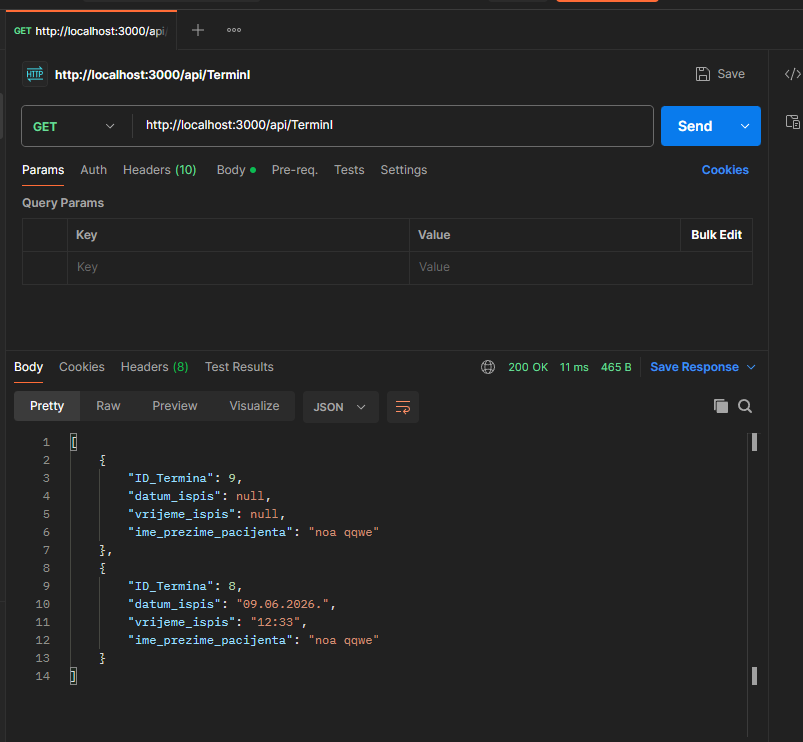 GET http://localhost:3000/api/
HTTP http://localhost:3000/api/TerminI Save
GET http://localhost:3000/api/TerminI Send
Params Auth Headers (10) Body Pre-req. Tests Settings Cookies
Query Params
Key Value Bulk Edit
Key Value
Body Cookies Headers (8) Test Results 200 OK 11 ms 465 B Save Response
Pretty Raw Preview Visualize JSON
1 [
2 {
3 "ID_Termina": 9,
4 "datum_ispis": null,
5 "vrijeme_ispis": null,
6 "ime_prezime_pacijenta": "noa qqwe"
7 },
8 {
9 "ID_Termina": 8,
10 "datum_ispis": "09.06.2026.",
11 "vrijeme_ispis": "12:33",
12 "ime_prezime_pacijenta": "noa qqwe"
13 }
14 ]